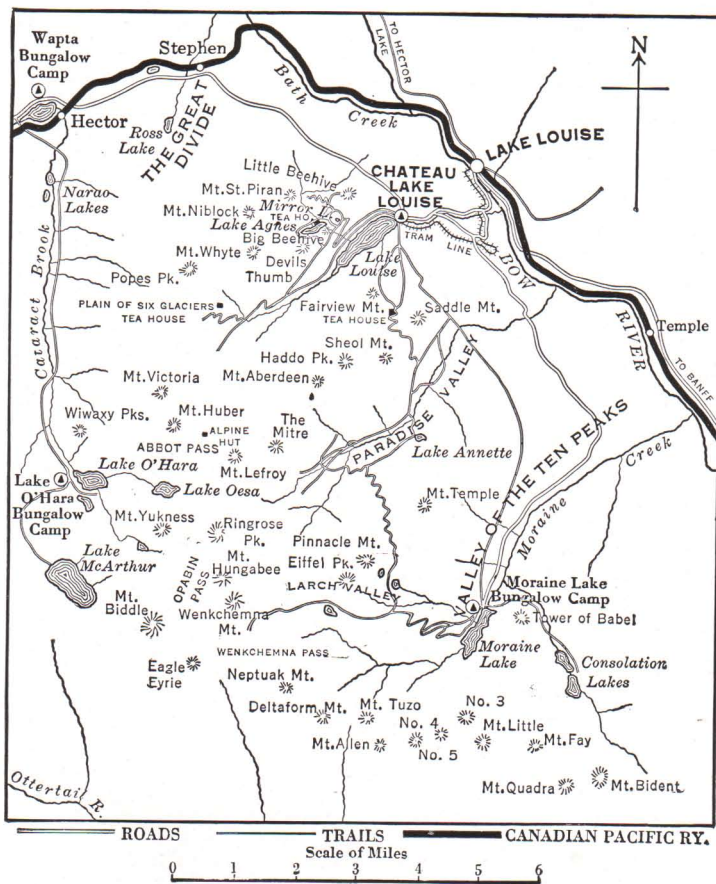 Wapta
Bungalow
Camp
Stephen
Hector
Ross
Lake
THE GREAT
DIVIDE
Bath
Creek
TO HECTOR
LAKE
N
LAKE LOUISE
CHATEAU
LAKE
LOUISE
Narao
Lakes
Little Beehive
Mt.St.Piran
Mirror L.
Mt.Niblock
TEA HO
Lake Agnes
Big Beehive
Mt.Whyte
Devils
Thumb
Popes Pk.
Lake
Louise
TRAM
LINE
BOW
RIVER
Cataract Brook
PLAIN OF SIX GLACIERS
TEA HOUSE
Fairview Mt.
TEA HOUSE
Saddle Mt.
Temple
TO BANFF
Sheol Mt.
Haddo Pk.
Mt.Aberdeen
Mt.Victoria
PARADISE VALLEY
Wiwaxy Pks.
Mt.Huber
ALPINE
HUT
ABBOT PASS
The
Mitre
Mt.Lefroy
Lake Annette
VALLEY OF THE TEN PEAKS
Moraine
Creek
Lake O'Hara
Lake
O'Hara
Bungalow
Camp
Lake Oesa
Mt.Temple
Mt.Yukness
Ringrose
Pk.
Pinnacle Mt.
Lake
McArthur
OPABIN
PASS
Mt.
Hungabee
Eiffel Pk.
LARCH VALLEY
Moraine Lake
Bungalow Camp
Mt.
Biddle
Wenkchemna
Mt.
Tower of Babel
WENKCHEMNA PASS
Moraine
Lake
Consolation
Lakes
Eagle
Eyrie
Neptuak Mt.
Deltaform Mt.
Mt. Tuzo
No. 3
No. 4
Mt.Little
Mt.Allen
No. 5
Mt.Fay
Mt.Quadra
Mt.Bident
Ottertail R.
ROADS TRAILS CANADIAN PACIFIC RY.
Scale of Miles
0 1 2 3 4 5 6